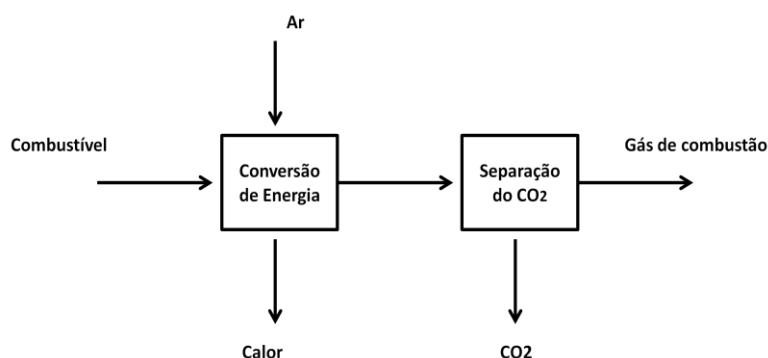 Ar
Combustível
Conversão
de Energia
Separação
do CO2
Gás de combustão
Calor
CO2